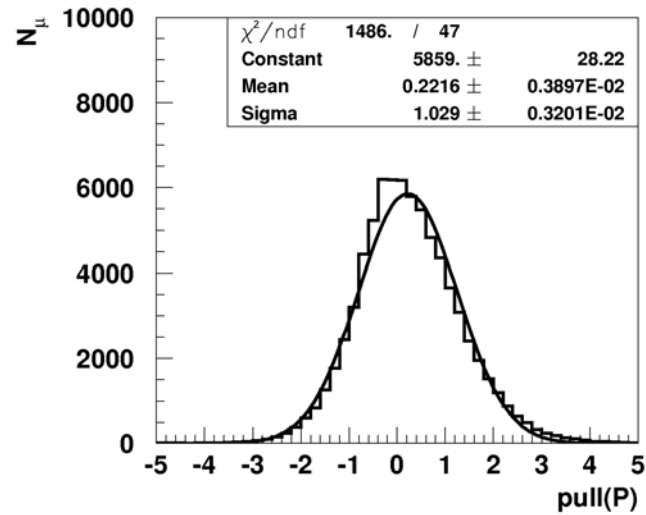 N_μ
10000
8000
6000
4000
2000
0
χ²/ndf 1486. / 47
Constant 5859. ± 28.22
Mean 0.2216 ± 0.3897E-02
Sigma 1.029 ± 0.3201E-02
-5 -4 -3 -2 -1 0 1 2 3 4 5
pull(P)